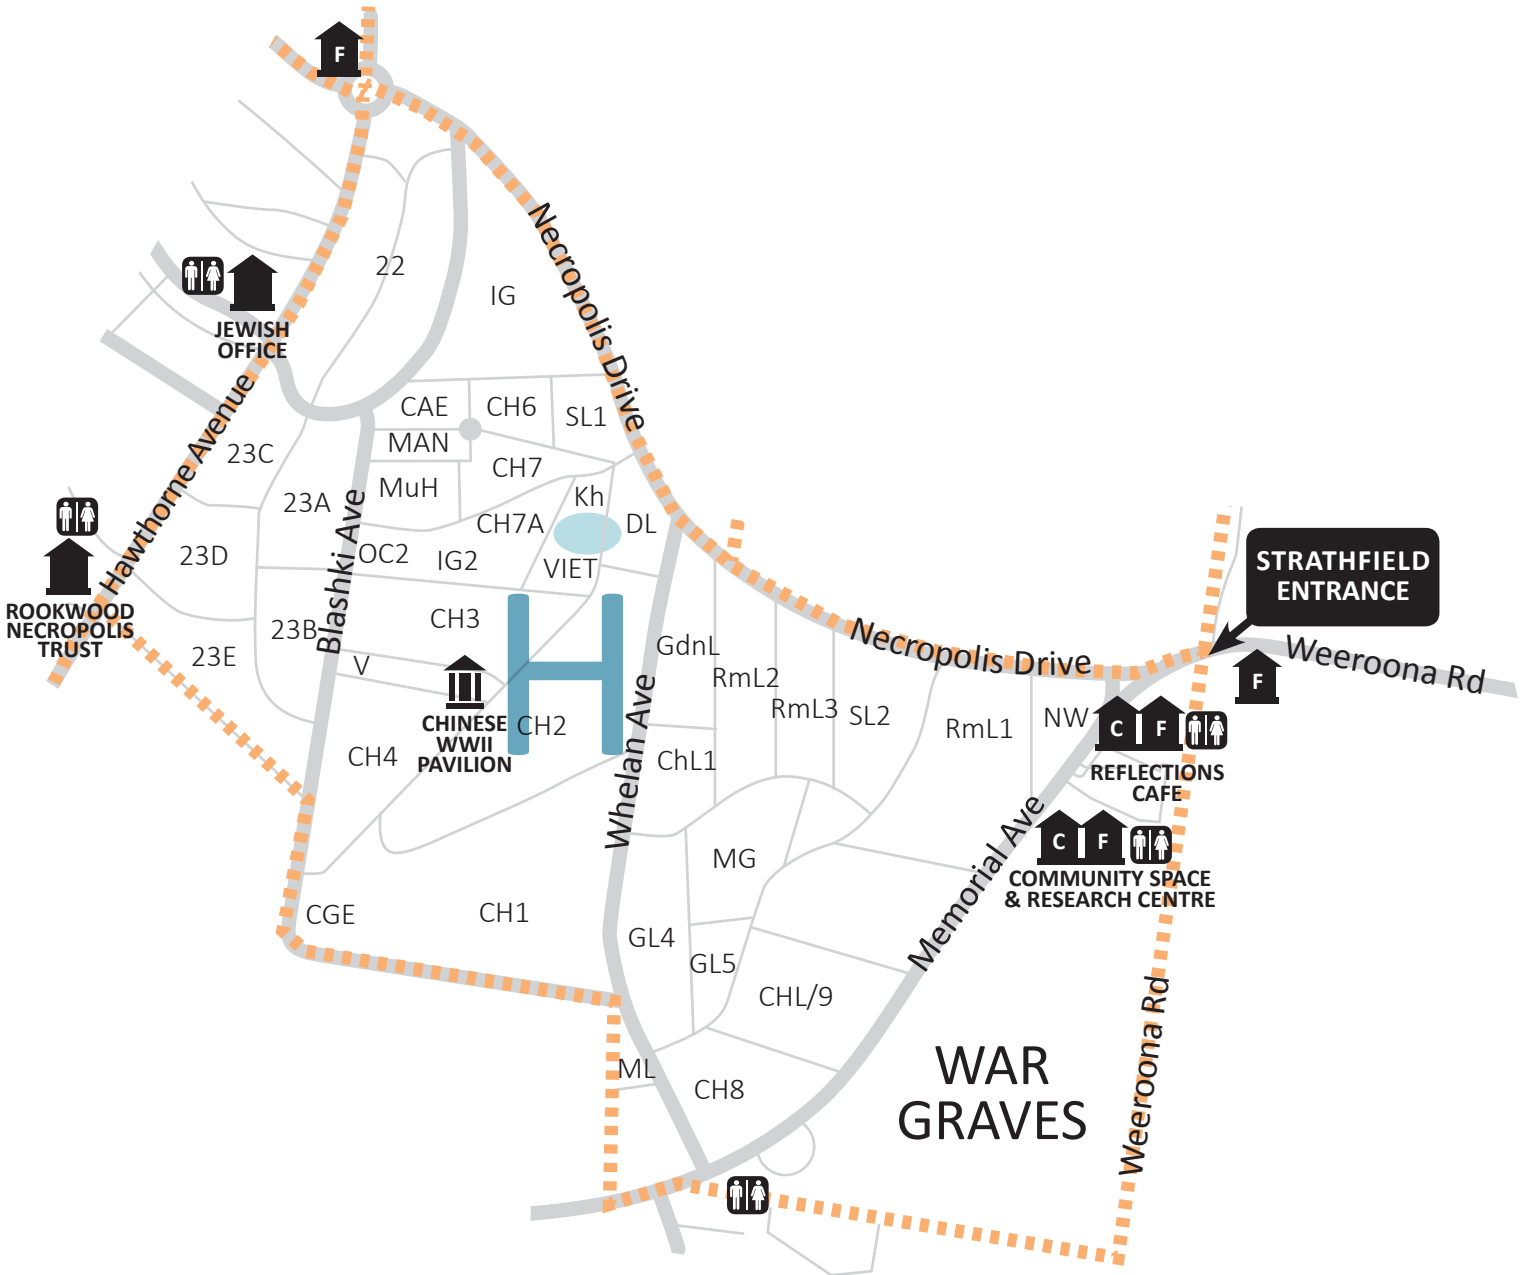 F
22
IG
Necropolis Drive
JEWISH
OFFICE
CAE
CH6
SL1
MAN
23C
CH7
MuH
Hawthorne Avenue
23A
Kh
CH7A
DL
Blashki Ave
OC2
IG2
VIET
23D
ROOKWOOD
NECROPOLIS
TRUST
STRATHFIELD
ENTRANCE
23B
CH3
23E
V
GdnL
Necropolis Drive
Weeroona Rd
RmL2
F
RmL3
SL2
RmL1
NW
C F
H
CH2
CHINESE
WWII
PAVILION
CH4
Whelan Ave
ChL1
REFLECTIONS
CAFE
C F
MG
COMMUNITY SPACE
& RESEARCH CENTRE
Memorial Ave
CGE
CH1
GL4
GL5
CHL/9
Weeroona Rd
ML
CH8
WAR
GRAVES